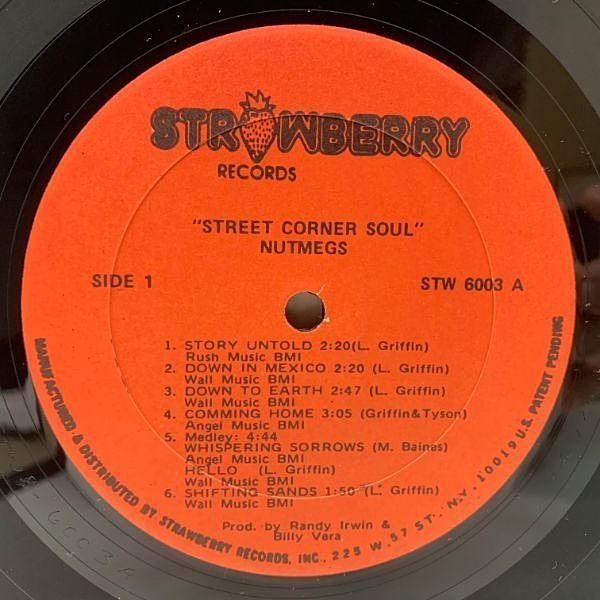 STRAWBERRY
RECORDS
"STREET CORNER SOUL"
NUTMEGS
SIDE 1
STW 6003 A
1. STORY UNTOLD 2:20(L. Griffin)
Rush Music BMI
2. DOWN IN MEXICO 2:20 (L. Griffin)
Wall Music BMI
3. DOWN TO EARTH 2:47 (L. Griffin)
Wall Music BMI
4. COMMING HOME 3:05 (Griffin&Tyson)
Angel Music BMI
5. Medley: 4:44
WHISPERING SORROWS (M. Baines)
Angel Music BMI
HELLO (L. Griffin)
Wall Music BMI
6. SHIFTING SANDS 1:50 (L. Griffin)
Wall Music BMI
Prod. by Randy Irwin &
Billy Vera
MANUFACTURED & DISTRIBUTED BY STRAWBERRY RECORDS, INC., 225 W. 57 ST., N.Y. 10019 U.S. PATENT PENDING